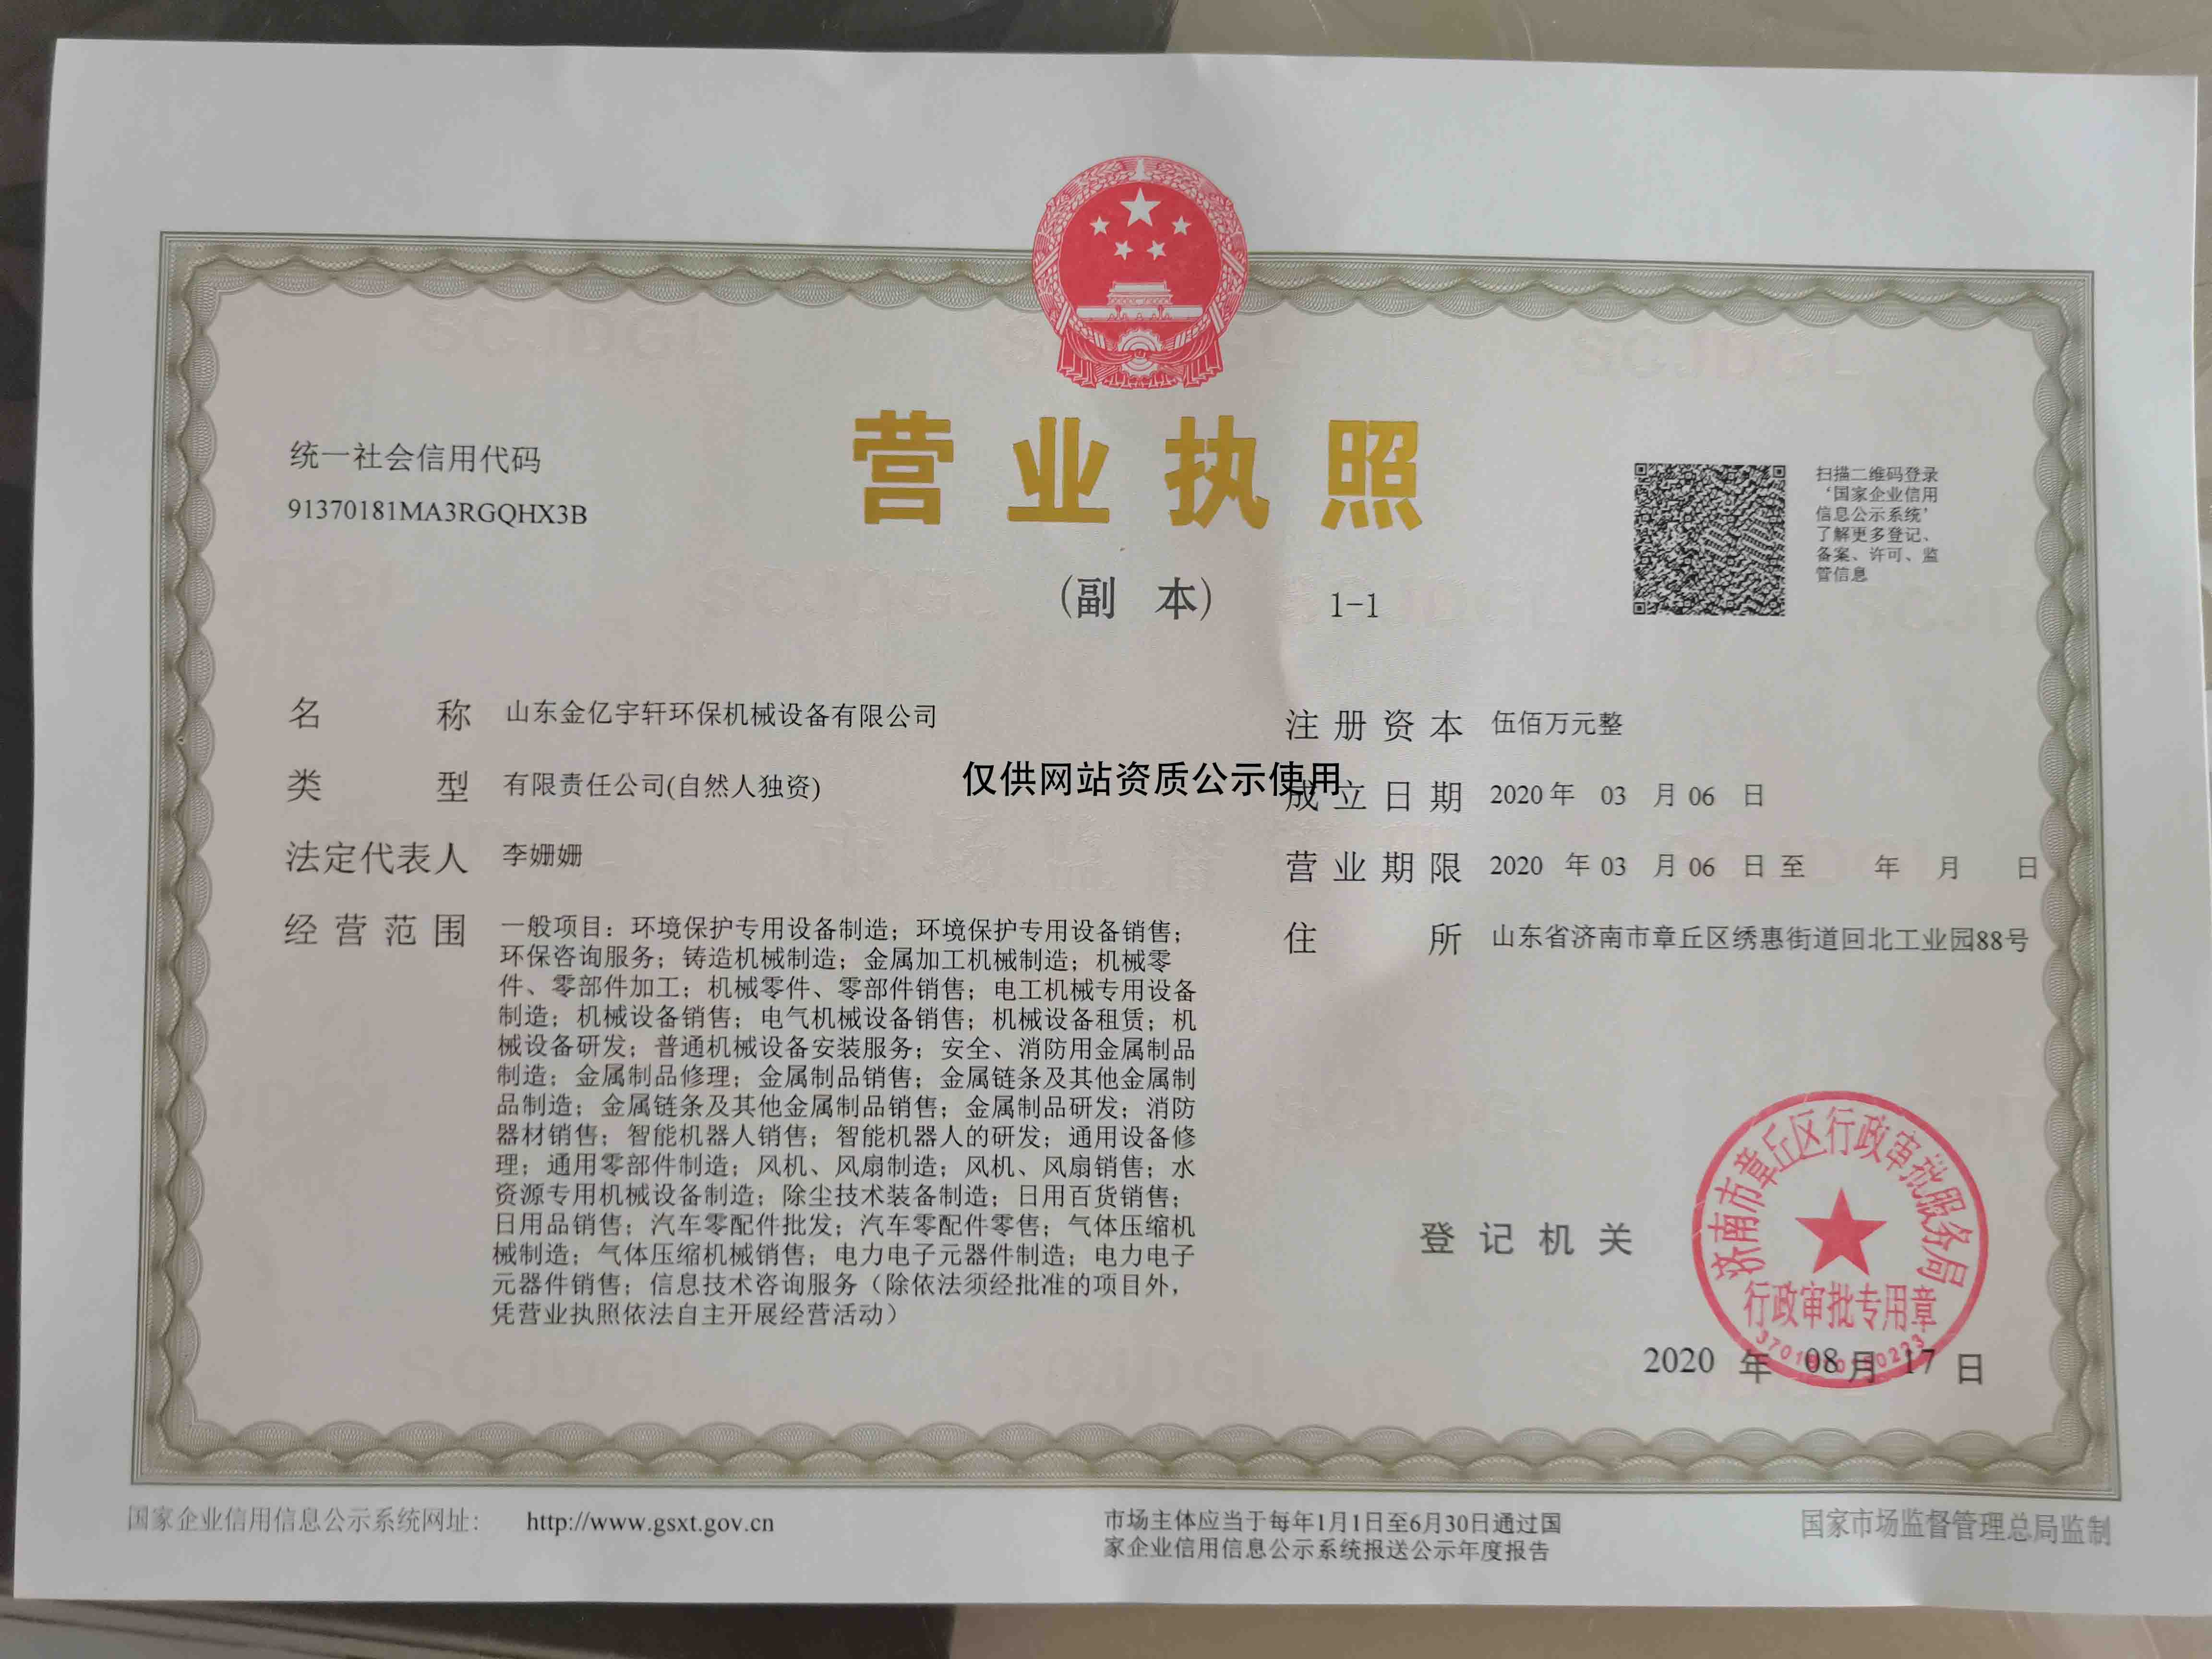 营业执照
(副 本) 1-1
统一社会信用代码
91370181MA3RGQHX3B
扫描二维码登录
‘国家企业信用
信息公示系统’
了解更多登记、
备案、许可、监
管信息
名 称 山东金亿宇轩环保机械设备有限公司
类 型 有限责任公司(自然人独资)
法定代表人 李姗姗
经营范围 一般项目：环境保护专用设备制造；环境保护专用设备销售；
环保咨询服务；铸造机械制造；金属加工机械制造；机械零
件、零部件加工；机械零件、零部件销售；电工机械专用设备
制造；机械设备销售；电气机械设备销售；机械设备租赁；机
械设备研发；普通机械设备安装服务；安全、消防用金属制品
制造；金属制品修理；金属制品销售；金属链条及其他金属制
品制造；金属链条及其他金属制品销售；金属制品研发；消防
器材销售；智能机器人销售；智能机器人的研发；通用设备修
理；通用零部件制造；风机、风扇制造；风机、风扇销售；水
资源专用机械设备制造；除尘技术装备制造；日用百货销售；
日用品销售；汽车零配件批发；汽车零配件零售；气体压缩机
械制造；气体压缩机械销售；电力电子元器件制造；电力电子
元器件销售；信息技术咨询服务（除依法须经批准的项目外，
凭营业执照依法自主开展经营活动）
仅供网站资质公示使用
注册资本 伍佰万元整
成立日期 2020 年 03 月 06 日
营业期限 2020 年 03 月 06 日 至 年 月 日
住 所 山东省济南市章丘区绣惠街道回北工业园88号
登记机关
济南市章丘区行政审批服务局
行政审批专用章
2020 年 08 月 17 日
国家企业信用信息公示系统网址： http://www.gsxt.gov.cn
市场主体应当于每年1月1日至6月30日通过国
家企业信用信息公示系统报送公示年度报告
国家市场监督管理总局监制